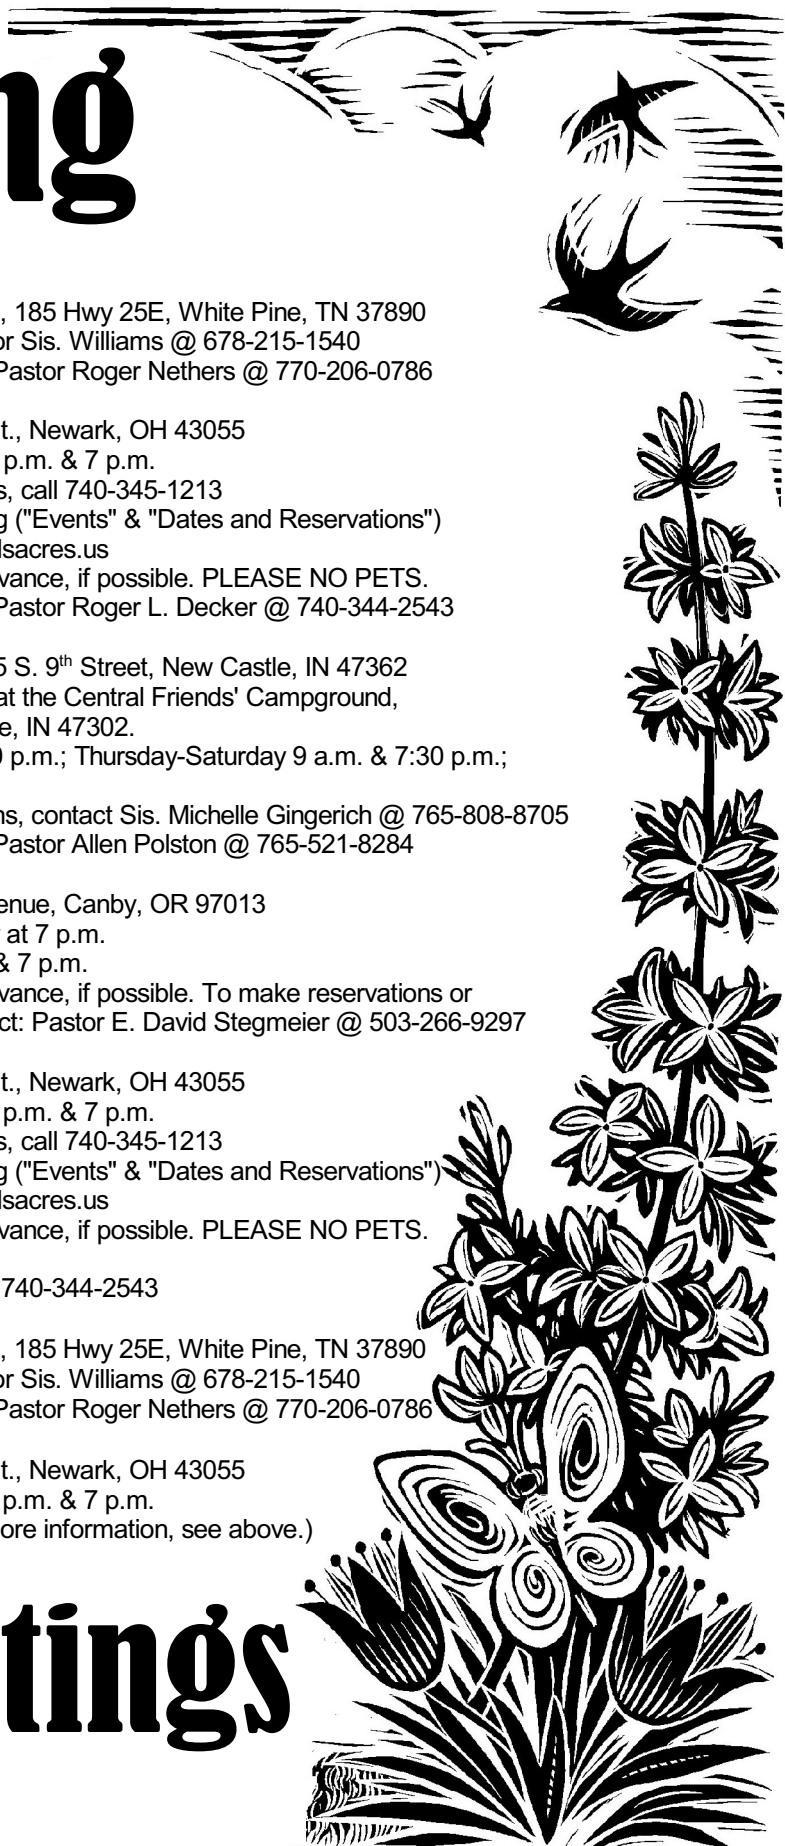 ng
, 185 Hwy 25E, White Pine, TN 37890
or Sis. Williams @ 678-215-1540
Pastor Roger Nethers @ 770-206-0786
t., Newark, OH 43055
p.m. & 7 p.m.
s, call 740-345-1213
g ("Events" & "Dates and Reservations")
lsacres.us
vance, if possible. PLEASE NO PETS.
Pastor Roger L. Decker @ 740-344-2543
5 S. 9th Street, New Castle, IN 47362
at the Central Friends' Campground,
e, IN 47302.
0 p.m.; Thursday-Saturday 9 a.m. & 7:30 p.m.;
ns, contact Sis. Michelle Gingerich @ 765-808-8705
Pastor Allen Polston @ 765-521-8284
enue, Canby, OR 97013
at 7 p.m.
& 7 p.m.
vance, if possible. To make reservations or
ct: Pastor E. David Stegmeier @ 503-266-9297
t., Newark, OH 43055
p.m. & 7 p.m.
s, call 740-345-1213
g ("Events" & "Dates and Reservations")
lsacres.us
vance, if possible. PLEASE NO PETS.
740-344-2543
, 185 Hwy 25E, White Pine, TN 37890
or Sis. Williams @ 678-215-1540
Pastor Roger Nethers @ 770-206-0786
t., Newark, OH 43055
p.m. & 7 p.m.
ore information, see above.)
tings